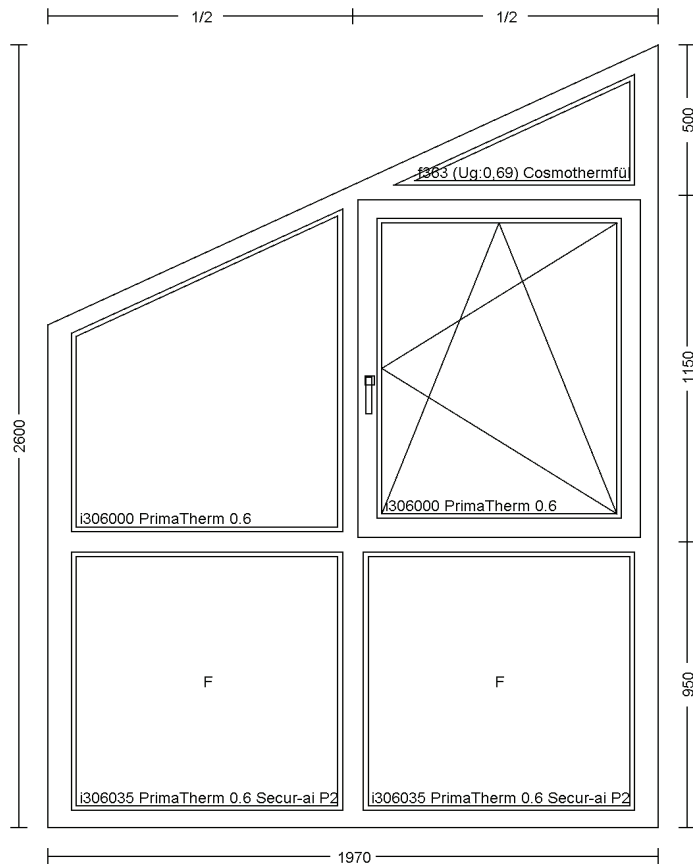 1/2 1/2
500
f363 (Ug:0,69) Cosmothermfül
1150
2600
i306000 PrimaTherm 0.6 i306000 PrimaTherm 0.6
F F
950
i306035 PrimaTherm 0.6 Secur-ai P2 i306035 PrimaTherm 0.6 Secur-ai P2
1970